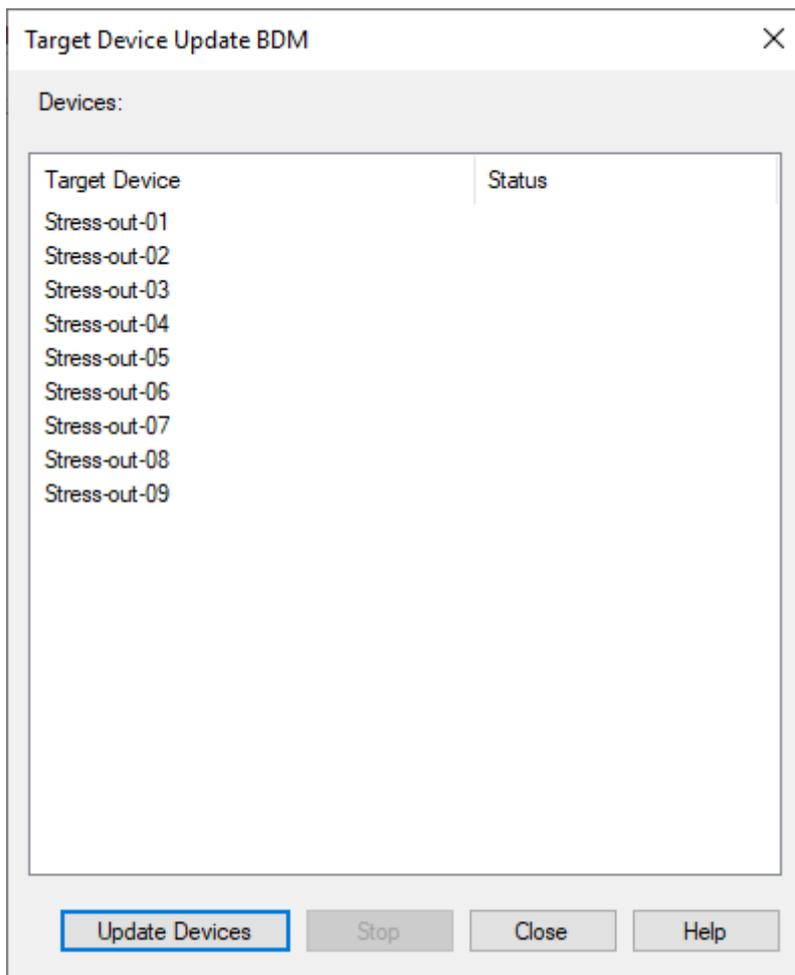 Target Device Update BDM
Devices:
Target Device Status
Stress-out-01
Stress-out-02
Stress-out-03
Stress-out-04
Stress-out-05
Stress-out-06
Stress-out-07
Stress-out-08
Stress-out-09
Update Devices Stop Close Help